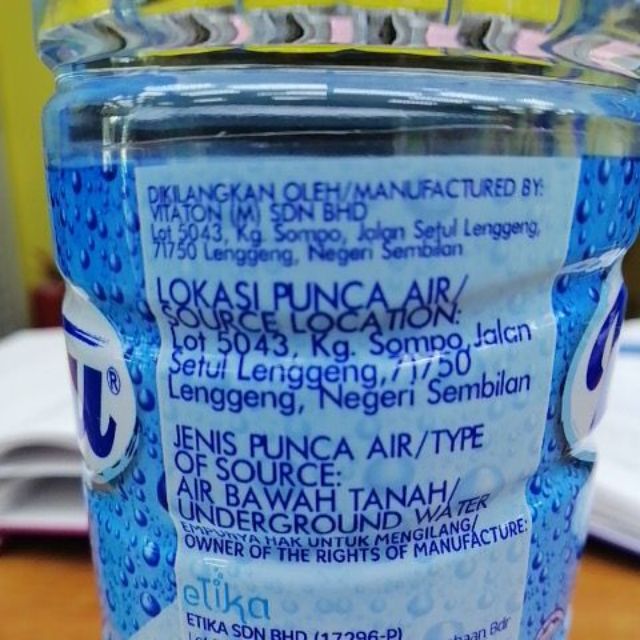 DIKILANGKAN OLEH/MANUFACTURED BY:
VITATON (M) SDN BHD
Lot 5043, Kg. Sompo, Jalan Setul Lenggeng,
71750 Lenggeng, Negeri Sembilan
LOKASI PUNCA AIR/
SOURCE LOCATION:
Lot 5043, Kg. Sompo, Jalan
Setul Lenggeng, 71750
Lenggeng, Negeri Sembilan
JENIS PUNCA AIR/TYPE
OF SOURCE:
AIR BAWAH TANAH/
UNDERGROUND WATER
EMPUNYA HAK UNTUK MENGILANG/
OWNER OF THE RIGHTS OF MANUFACTURE:
eTika
ETIKA SDN BHD (17296-P)